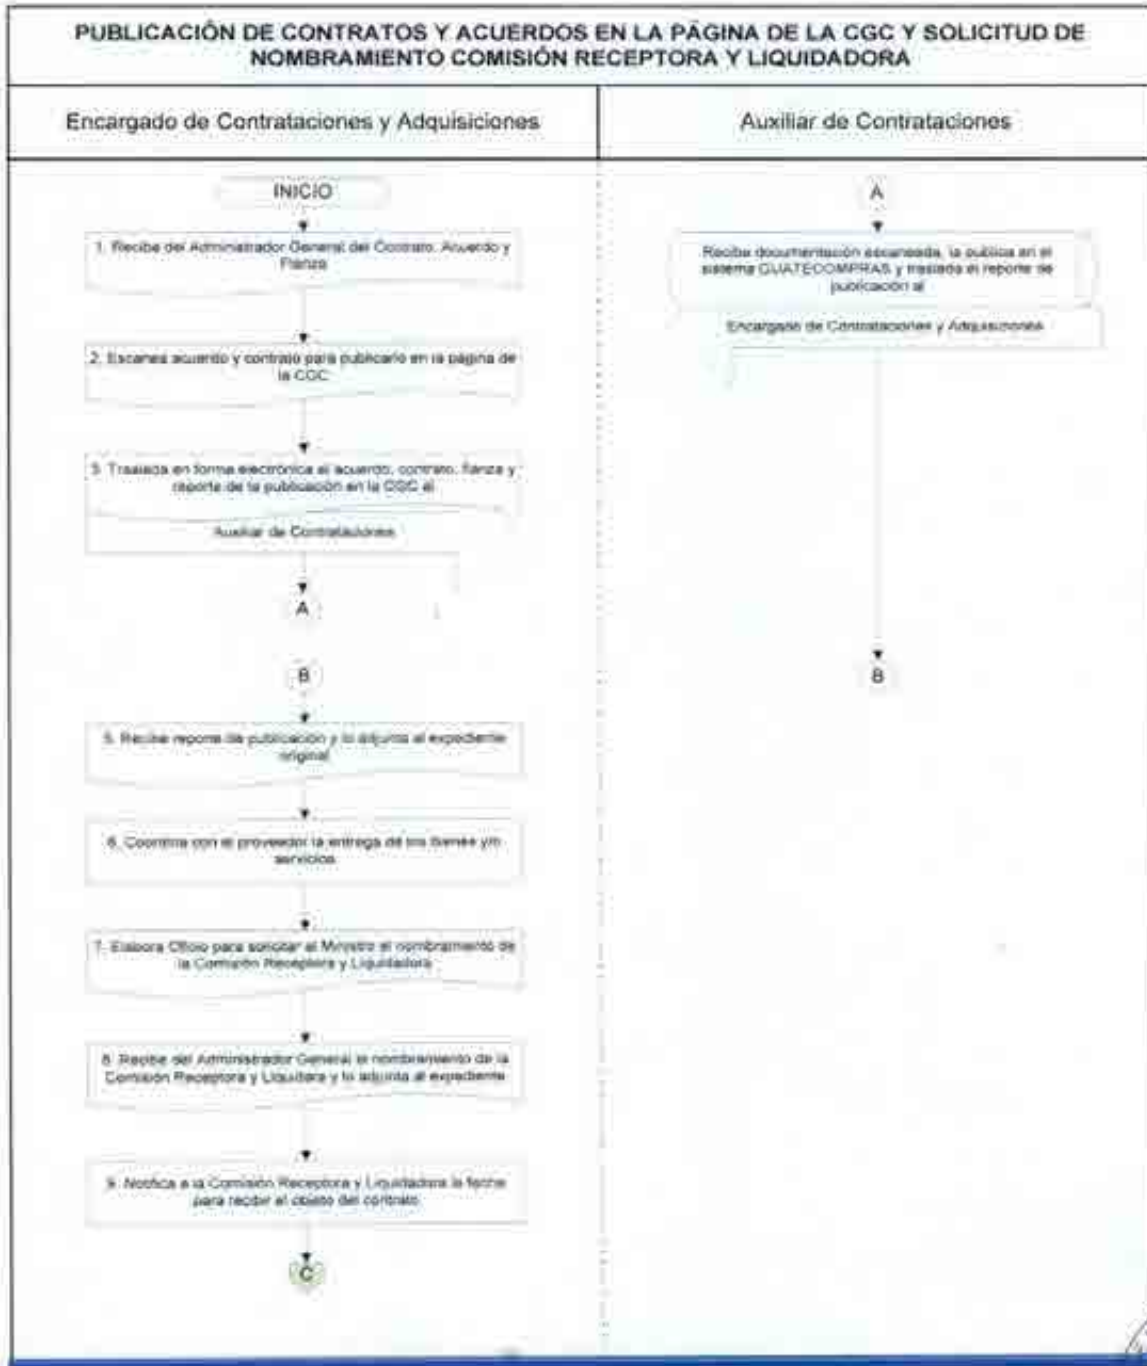 PUBLICACIÓN DE CONTRATOS Y ACUERDOS EN LA PÁGINA DE LA CGC Y SOLICITUD DE
NOMBRAMIENTO COMISIÓN RECEPTORA Y LIQUIDADORA
Encargado de Contrataciones y Adquisiciones
INICIO
1. Recibe del Administrador General del Contrato, Acuerdo y
Fianza
2. Escanea acuerdo y contrato para publicarlo en la página de
la CGC
3. Traslada en forma electrónica el acuerdo, contrato, fianza y
reporte de la publicación en la CGC al
Auxiliar de Contrataciones
A
B
5. Recibe reporte de publicación y lo adjunta al expediente
original
6. Coordina con el proveedor la entrega de los bienes y/o
servicios
7. Elabora Oficio para solicitar al Ministro el nombramiento de
la Comisión Receptora y Liquidadora
8. Recibe del Administrador General el nombramiento de la
Comisión Receptora y Liquidara y lo adjunta al expediente
9. Notifica a la Comisión Receptora y Liquidadora la fecha
para recibir el objeto del contrato
C
Auxiliar de Contrataciones
A
Recibe documentación escaneada, la publica en el
sistema GUATECOMPRAS y traslada el reporte de
publicación al
Encargado de Contrataciones y Adquisiciones
B